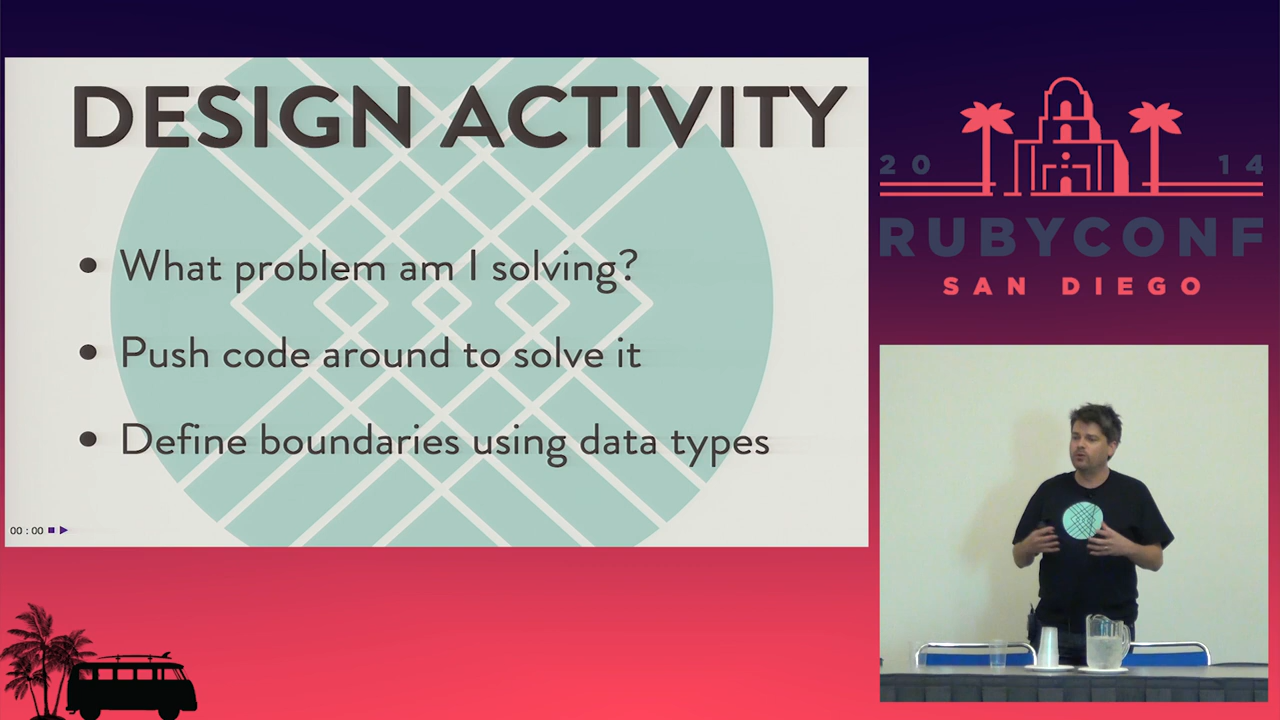 DESIGN ACTIVITY
• What problem am I solving?
• Push code around to solve it
• Define boundaries using data types
00 : 00
20 14
RUBYCONF
SAN DIEGO